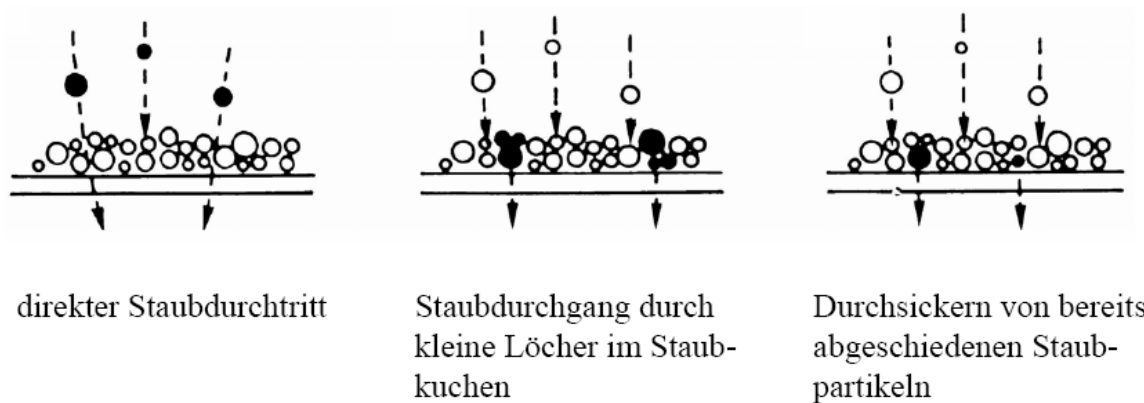 direkter Staubdurchtritt
Staubdurchgang durch
kleine Löcher im Staub-
kuchen
Durchsickern von bereits
abgeschiedenen Staub-
partikeln